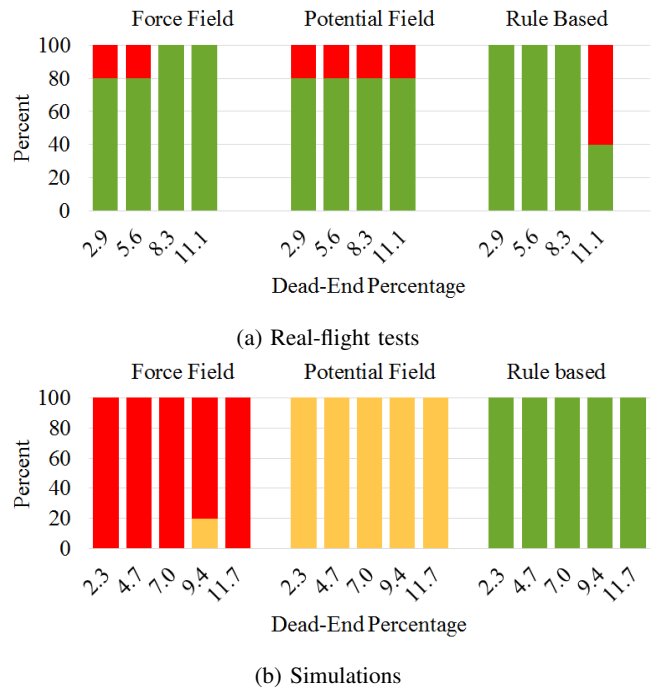 Force Field Potential Field Rule Based
100
80
60
40
20
0
Percent
2.9 5.6 8.3 11.1 2.9 5.6 8.3 11.1 2.9 5.6 8.3 11.1
Dead-End Percentage
(a) Real-flight tests
Force Field Potential Field Rule based
100
80
60
40
20
0
Percent
2.3 4.7 7.0 9.4 11.7 2.3 4.7 7.0 9.4 11.7 2.3 4.7 7.0 9.4 11.7
Dead-End Percentage
(b) Simulations